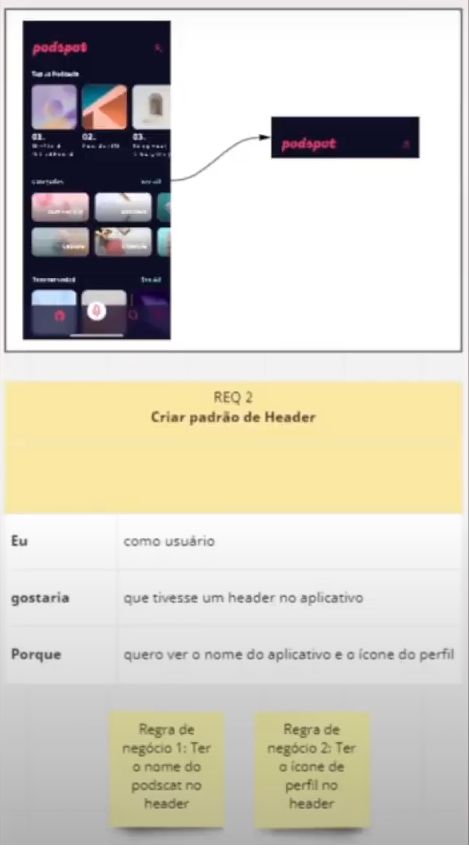 podspot
Top 10 Podcasts
01.
02.
03.
Categories
See All
See All
podspot
REQ 2
Criar padrão de Header
Eu
como usuário
gostaria
que tivesse um header no aplicativo
Porque
quero ver o nome do aplicativo e o ícone do perfil
Regra de
negócio 1: Ter
o nome do
podscat no
header
Regra de
negócio 2: Ter
o ícone de
perfil no
header